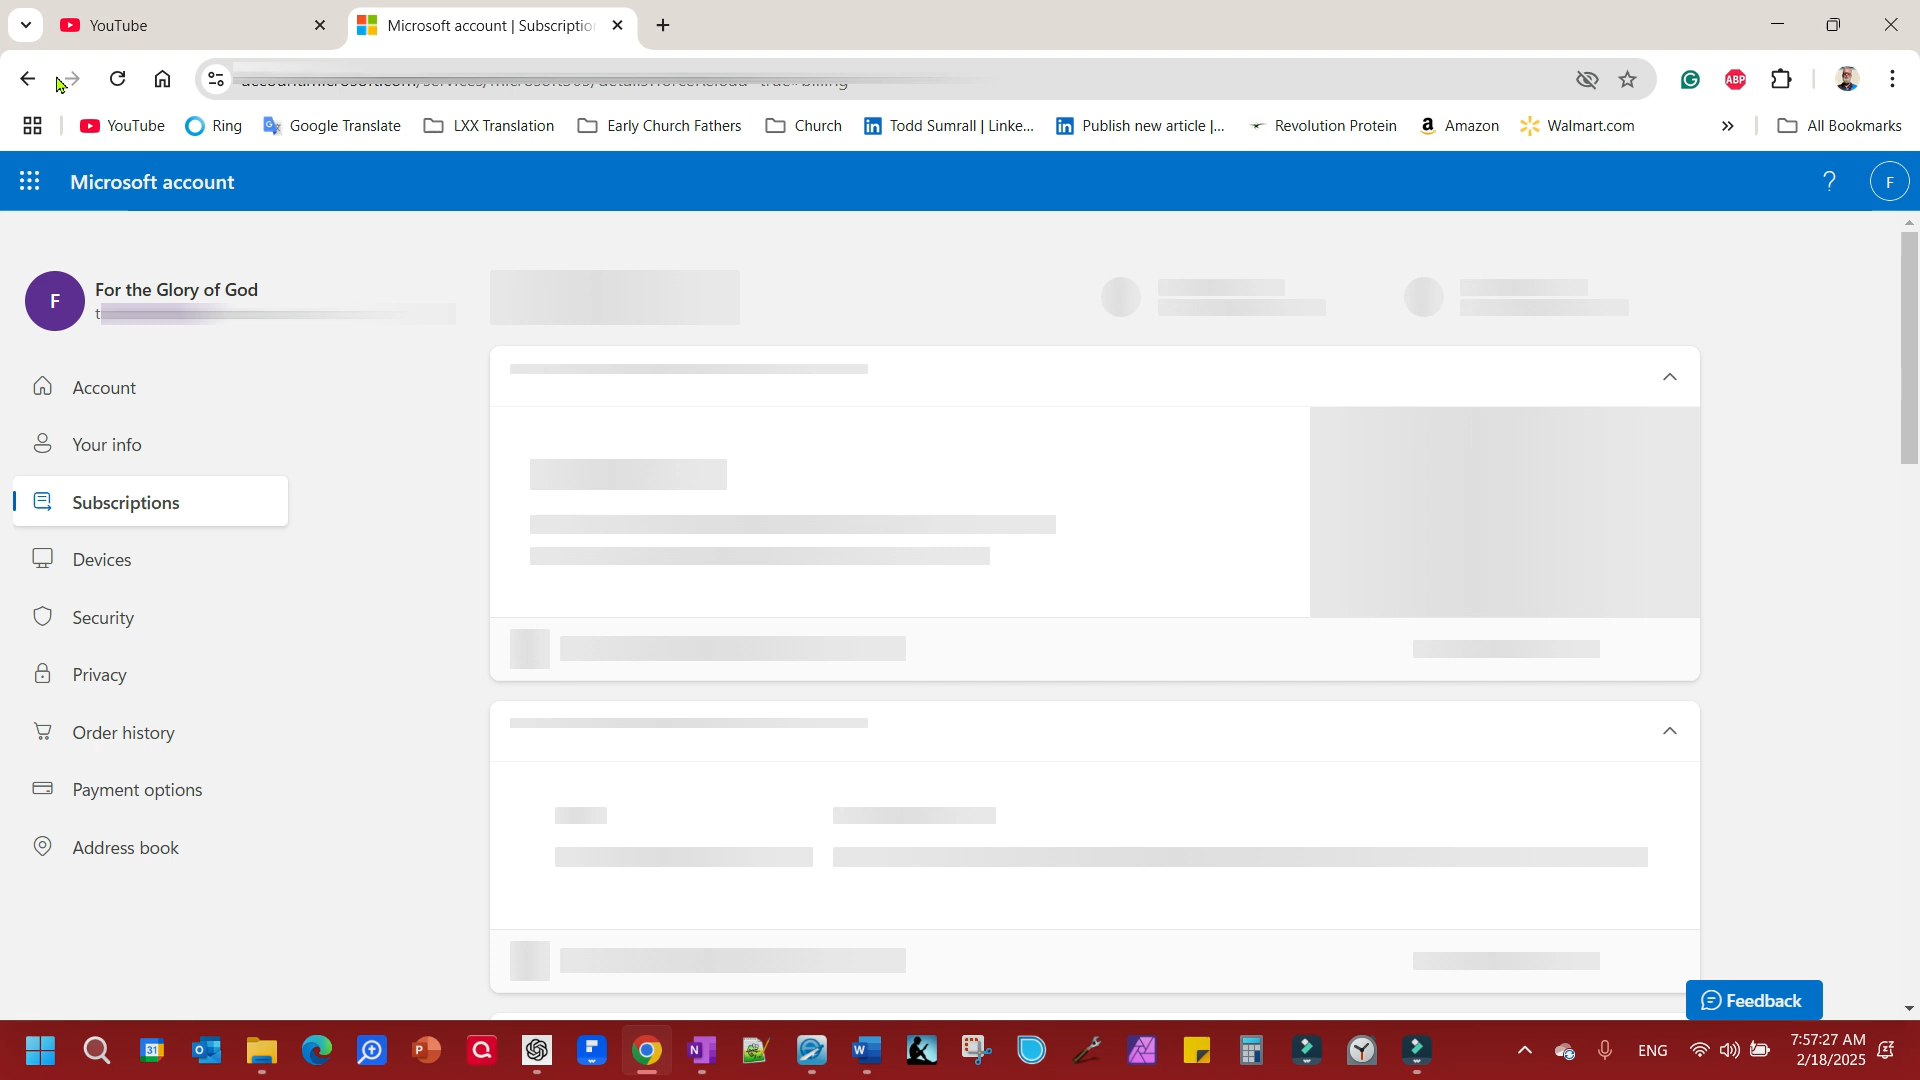 YouTube
Microsoft account | Subscriptio
YouTube
Ring
Google Translate
LXX Translation
Early Church Fathers
Church
Todd Sumrall | Linke...
Publish new article |...
Revolution Protein
Amazon
Walmart.com
All Bookmarks
Microsoft account
?
F
F
For the Glory of God
t
Account
Your info
Subscriptions
Devices
Security
Privacy
Order history
Payment options
Address book
Feedback
ENG
7:57:27 AM
2/18/2025